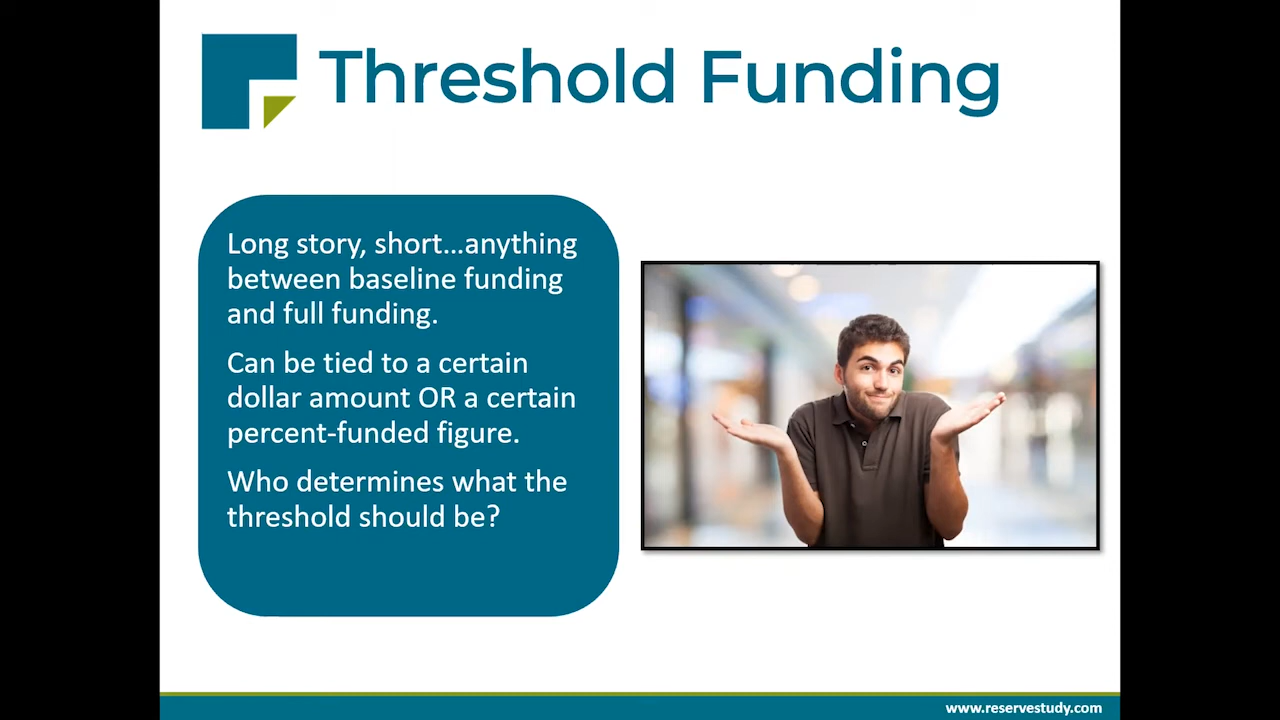 Threshold Funding
Long story, short...anything
between baseline funding
and full funding.
Can be tied to a certain
dollar amount OR a certain
percent-funded figure.
Who determines what the
threshold should be?
www.reservestudy.com